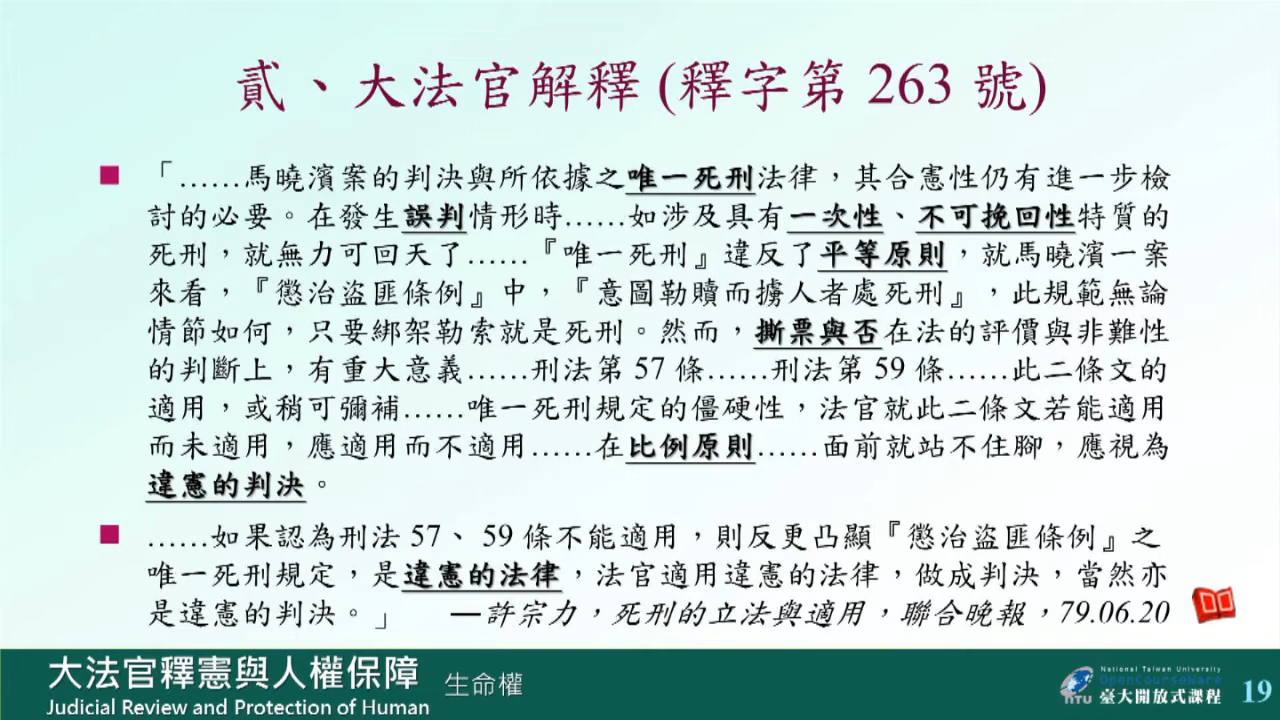 貳、大法官解釋 (釋字第 263 號)
「……馬曉濱案的判決與所依據之唯一死刑法律，其合憲性仍有進一步檢
討的必要。在發生誤判情形時……如涉及具有一次性、不可挽回性特質的
死刑，就無力可回天了……『唯一死刑』違反了平等原則，就馬曉濱一案
來看，『懲治盜匪條例』中，『意圖勒贖而擄人者處死刑』，此規範無論
情節如何，只要綁架勒索就是死刑。然而，撕票與否在法的評價與非難性
的判斷上，有重大意義……刑法第 57 條……刑法第 59 條……此二條文的
適用，或稍可彌補……唯一死刑規定的僵硬性，法官就此二條文若能適用
而未適用，應適用而不適用……在比例原則……面前就站不住腳，應視為
違憲的判決。
……如果認為刑法 57、 59 條不能適用，則反更凸顯『懲治盜匪條例』之
唯一死刑規定，是違憲的法律，法官適用違憲的法律，做成判決，當然亦
是違憲的判決。」 —許宗力，死刑的立法與適用，聯合晚報，79.06.20
大法官釋憲與人權保障 生命權
Judicial Review and Protection of Human
National Taiwan University
OpenCourseWare
NTU 臺大開放式課程
19